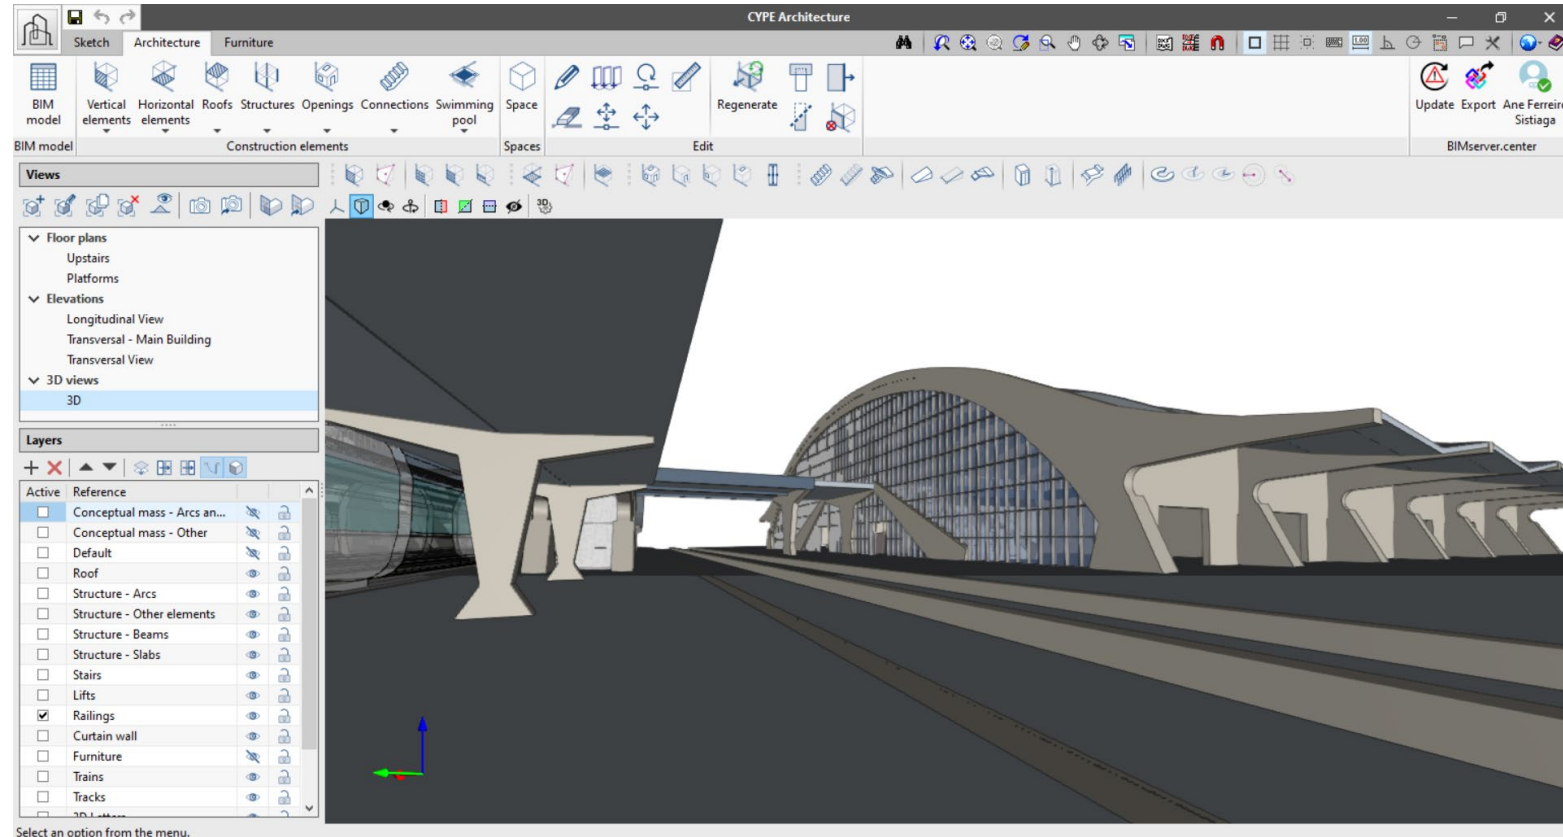 CYPE Architecture
Sketch Architecture Furniture
BIM model
Vertical elements
Horizontal elements
Roofs
Structures
Openings
Connections
Swimming pool
Space
Regenerate
Update
Export
Ane Ferreir
Sistiaga
BIM model
Construction elements
Spaces
Edit
BIMserver.center
Views
3D
Floor plans
Upstairs
Platforms
Elevations
Longitudinal View
Transversal - Main Building
Transversal View
3D views
3D
Layers
Active Reference
Conceptual mass - Arcs an...
Conceptual mass - Other
Default
Roof
Structure - Arcs
Structure - Other elements
Structure - Beams
Structure - Slabs
Stairs
Lifts
Railings
Curtain wall
Furniture
Trains
Tracks
Select an option from the menu.